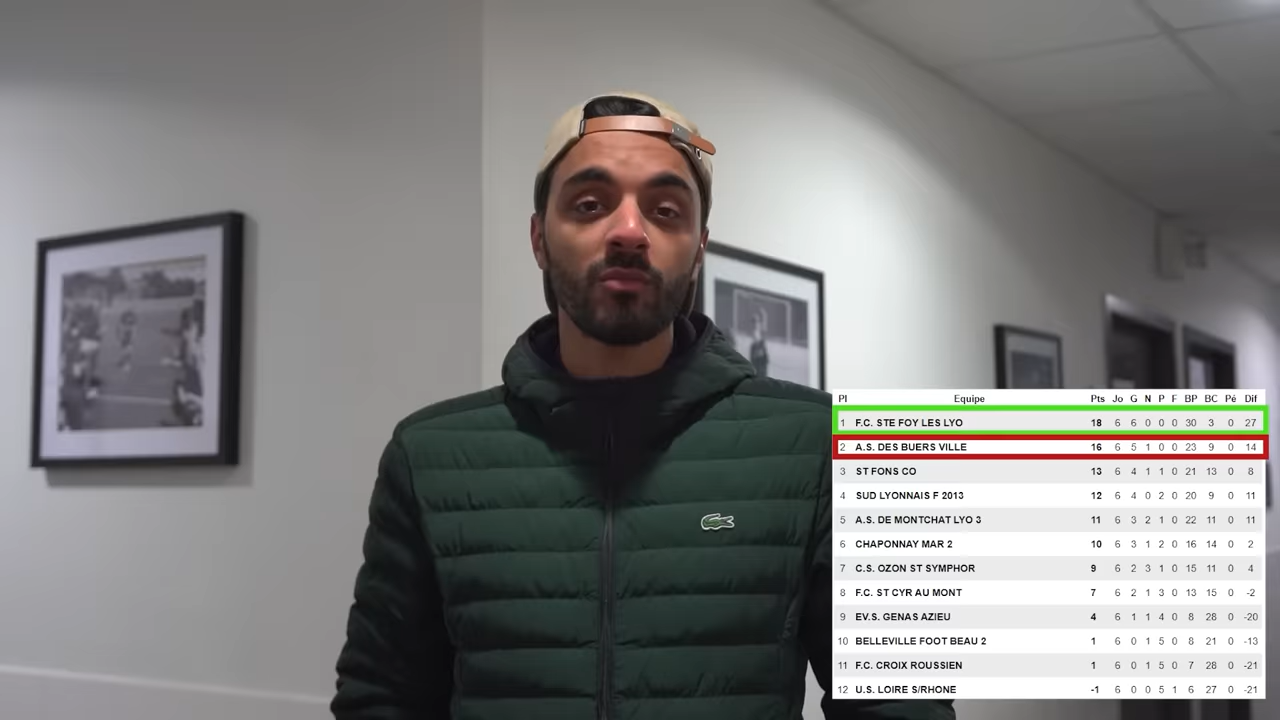 Pl Equipe Pts Jo G N P F BP BC Pé Dif
1 F.C. STE FOY LES LYO 18 6 6 0 0 0 30 3 0 27
2 A.S. DES BUERS VILLE 16 6 5 1 0 0 23 9 0 14
3 ST FONS CO 13 6 4 1 1 0 21 13 0 8
4 SUD LYONNAIS F 2013 12 6 4 0 2 0 20 9 0 11
5 A.S. DE MONTCHAT LYO 3 11 6 3 2 1 0 22 11 0 11
6 CHAPONNAY MAR 2 10 6 3 1 2 0 16 14 0 2
7 C.S. OZON ST SYMPHOR 9 6 2 3 1 0 15 11 0 4
8 F.C. ST CYR AU MONT 7 6 2 1 3 0 13 15 0 -2
9 EV.S. GENAS AZIEU 4 6 1 1 4 0 8 28 0 -20
10 BELLEVILLE FOOT BEAU 2 1 6 0 1 5 0 8 21 0 -13
11 F.C. CROIX ROUSSIEN 1 6 0 1 5 0 7 28 0 -21
12 U.S. LOIRE S/RHONE -1 6 0 0 5 1 6 27 0 -21